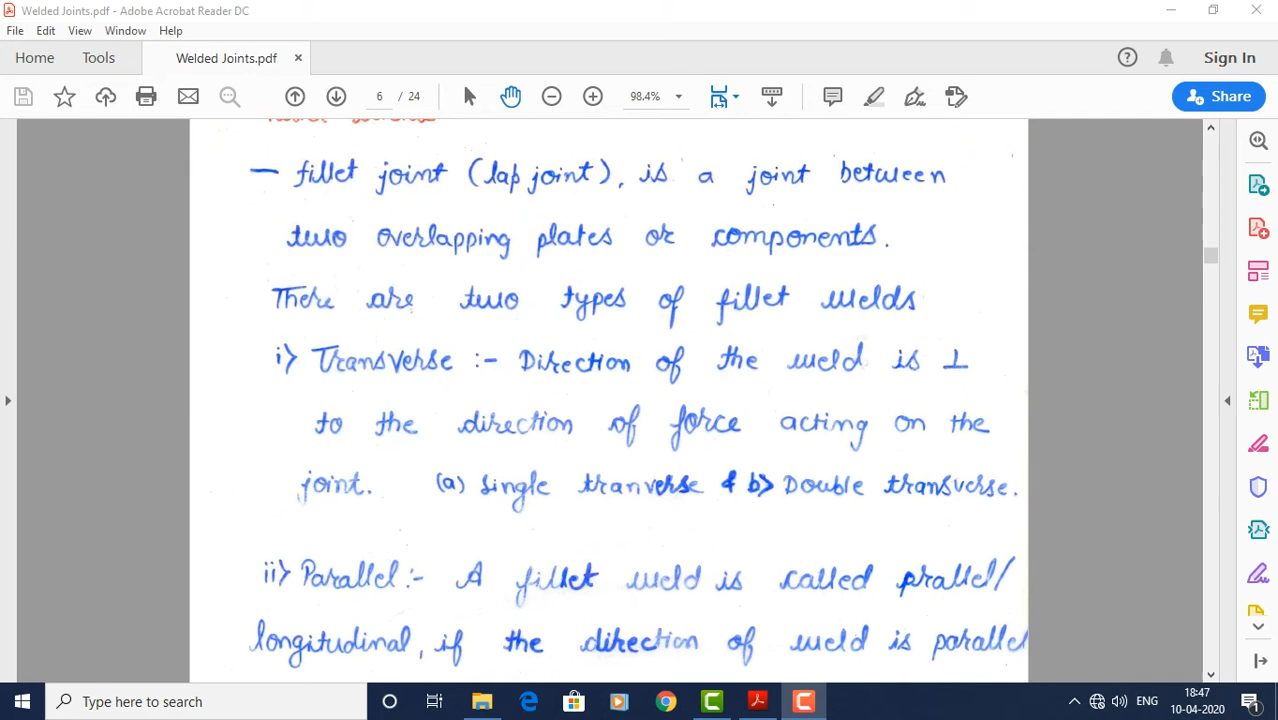 Welded Joints.pdf - Adobe Acrobat Reader DC
File Edit View Window Help
Home Tools Welded Joints.pdf × Sign In
6 / 24 98.4% Share
— fillet joint (lap joint), is a joint between
two overlapping plates or components.
There are two types of fillet welds
i> Transverse :- Direction of the weld is ⊥
to the direction of force acting on the
joint. (a) Single tranverse & b> Double transverse.
ii> Parallel :- A fillet weld is called prallel/
longitudinal, if the direction of weld is parallel
Type here to search
ENG
18:47
10-04-2020
1